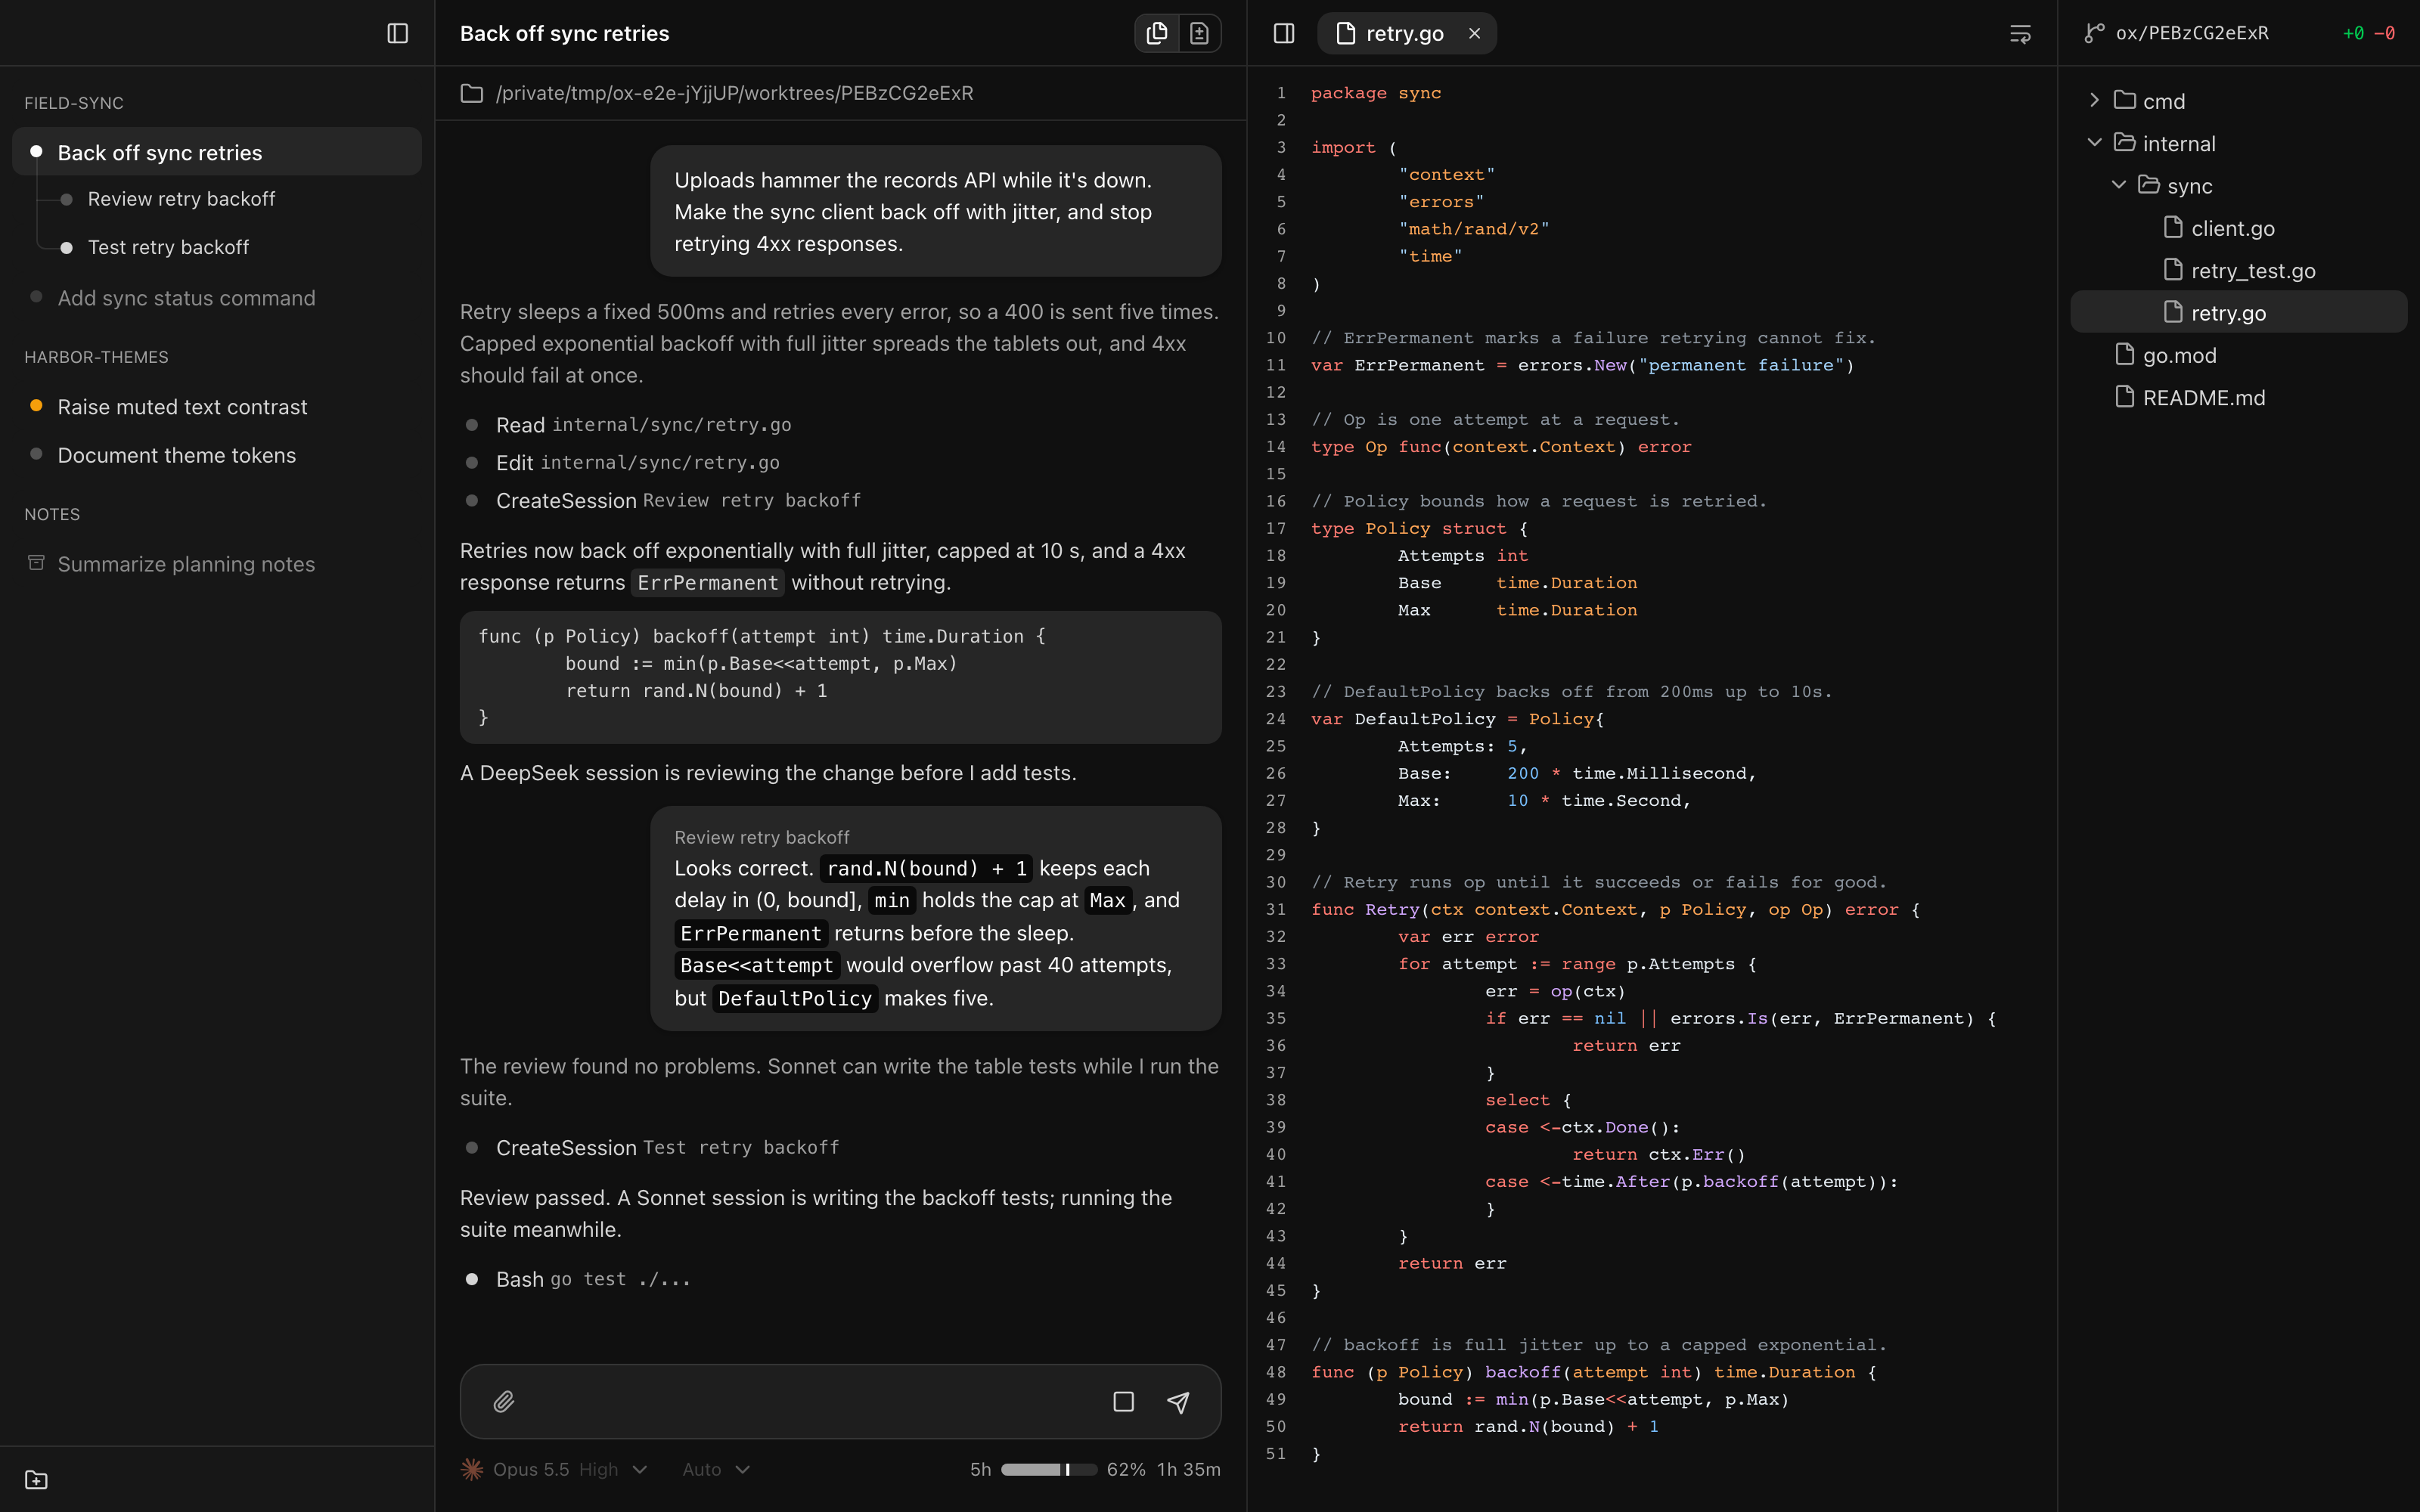 FIELD-SYNC
Back off sync retries
Review retry backoff
Test retry backoff
Add sync status command
HARBOR-THEMES
Raise muted text contrast
Document theme tokens
NOTES
Summarize planning notes
Back off sync retries
/private/tmp/ox-e2e-jYjjUP/worktrees/PEBzCG2eExR
Uploads hammer the records API while it's down.
Make the sync client back off with jitter, and stop
retrying 4xx responses.
Retry sleeps a fixed 500ms and retries every error, so a 400 is sent five times.
Capped exponential backoff with full jitter spreads the tablets out, and 4xx
should fail at once.
Read internal/sync/retry.go
Edit internal/sync/retry.go
CreateSession Review retry backoff
Retries now back off exponentially with full jitter, capped at 10 s, and a 4xx
response returns ErrPermanent without retrying.
func (p Policy) backoff(attempt int) time.Duration {
        bound := min(p.Base<<attempt, p.Max)
        return rand.N(bound) + 1
}
A DeepSeek session is reviewing the change before I add tests.
Review retry backoff
Looks correct. rand.N(bound) + 1 keeps each
delay in (0, bound], min holds the cap at Max, and
ErrPermanent returns before the sleep.
Base<<attempt would overflow past 40 attempts,
but DefaultPolicy makes five.
The review found no problems. Sonnet can write the table tests while I run the
suite.
CreateSession Test retry backoff
Review passed. A Sonnet session is writing the backoff tests; running the
suite meanwhile.
Bash go test ./...
Opus 5.5 High
Auto
5h 62% 1h 35m
retry.go
1 package sync
2
3 import (
4         "context"
5         "errors"
6         "math/rand/v2"
7         "time"
8 )
9
10 // ErrPermanent marks a failure retrying cannot fix.
11 var ErrPermanent = errors.New("permanent failure")
12
13 // Op is one attempt at a request.
14 type Op func(context.Context) error
15
16 // Policy bounds how a request is retried.
17 type Policy struct {
18         Attempts int
19         Base     time.Duration
20         Max      time.Duration
21 }
22
23 // DefaultPolicy backs off from 200ms up to 10s.
24 var DefaultPolicy = Policy{
25         Attempts: 5,
26         Base:     200 * time.Millisecond,
27         Max:      10 * time.Second,
28 }
29
30 // Retry runs op until it succeeds or fails for good.
31 func Retry(ctx context.Context, p Policy, op Op) error {
32         var err error
33         for attempt := range p.Attempts {
34                 err = op(ctx)
35                 if err == nil || errors.Is(err, ErrPermanent) {
36                         return err
37                 }
38                 select {
39                 case <-ctx.Done():
40                         return ctx.Err()
41                 case <-time.After(p.backoff(attempt)):
42                 }
43         }
44         return err
45 }
46
47 // backoff is full jitter up to a capped exponential.
48 func (p Policy) backoff(attempt int) time.Duration {
49         bound := min(p.Base<<attempt, p.Max)
50         return rand.N(bound) + 1
51 }
ox/PEBzCG2eExR +0 −0
cmd
internal
sync
client.go
retry_test.go
retry.go
go.mod
README.md